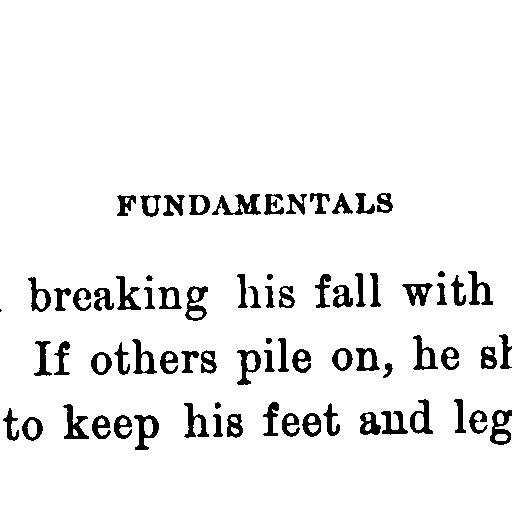 FUNDAMENTALS
breaking his fall with
If others pile on, he sh
to keep his feet and leg